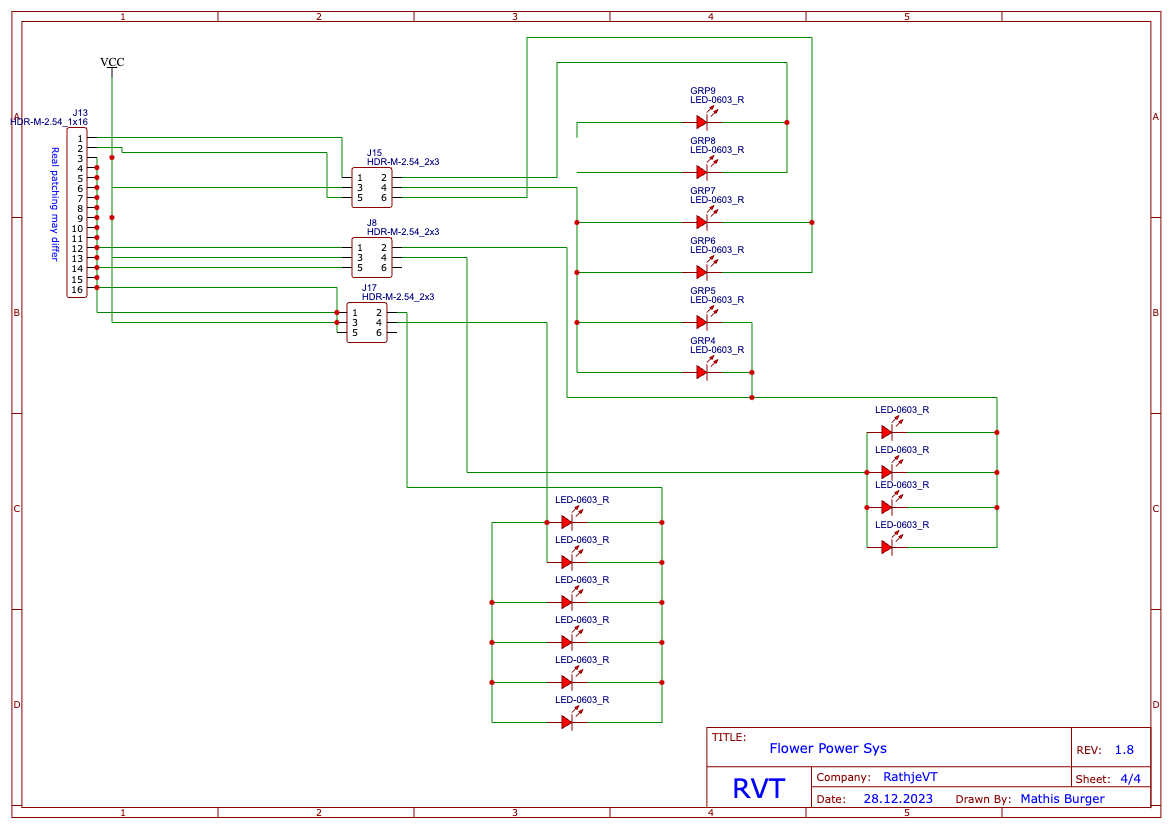 1 2 3 4 5
VCC
A
J13
HDR-M-2.54_1x16
A
1
2
3
4
5
6
7
8
9
10
11
12
13
14
15
16
Real patching may differ
J15
HDR-M-2.54_2x3
1 2
3 4
5 6
J8
HDR-M-2.54_2x3
1 2
3 4
5 6
J17
HDR-M-2.54_2x3
1 2
3 4
5 6
GRP9
LED-0603_R
GRP8
LED-0603_R
GRP7
LED-0603_R
GRP6
LED-0603_R
GRP5
LED-0603_R
GRP4
LED-0603_R
B B
LED-0603_R
LED-0603_R
LED-0603_R
LED-0603_R
C C
LED-0603_R
LED-0603_R
LED-0603_R
LED-0603_R
LED-0603_R
LED-0603_R
D D
TITLE:
Flower Power Sys
REV: 1.8
RVT
Company: RathjeVT
Sheet: 4/4
Date: 28.12.2023 Drawn By: Mathis Burger
1 2 3 4 5